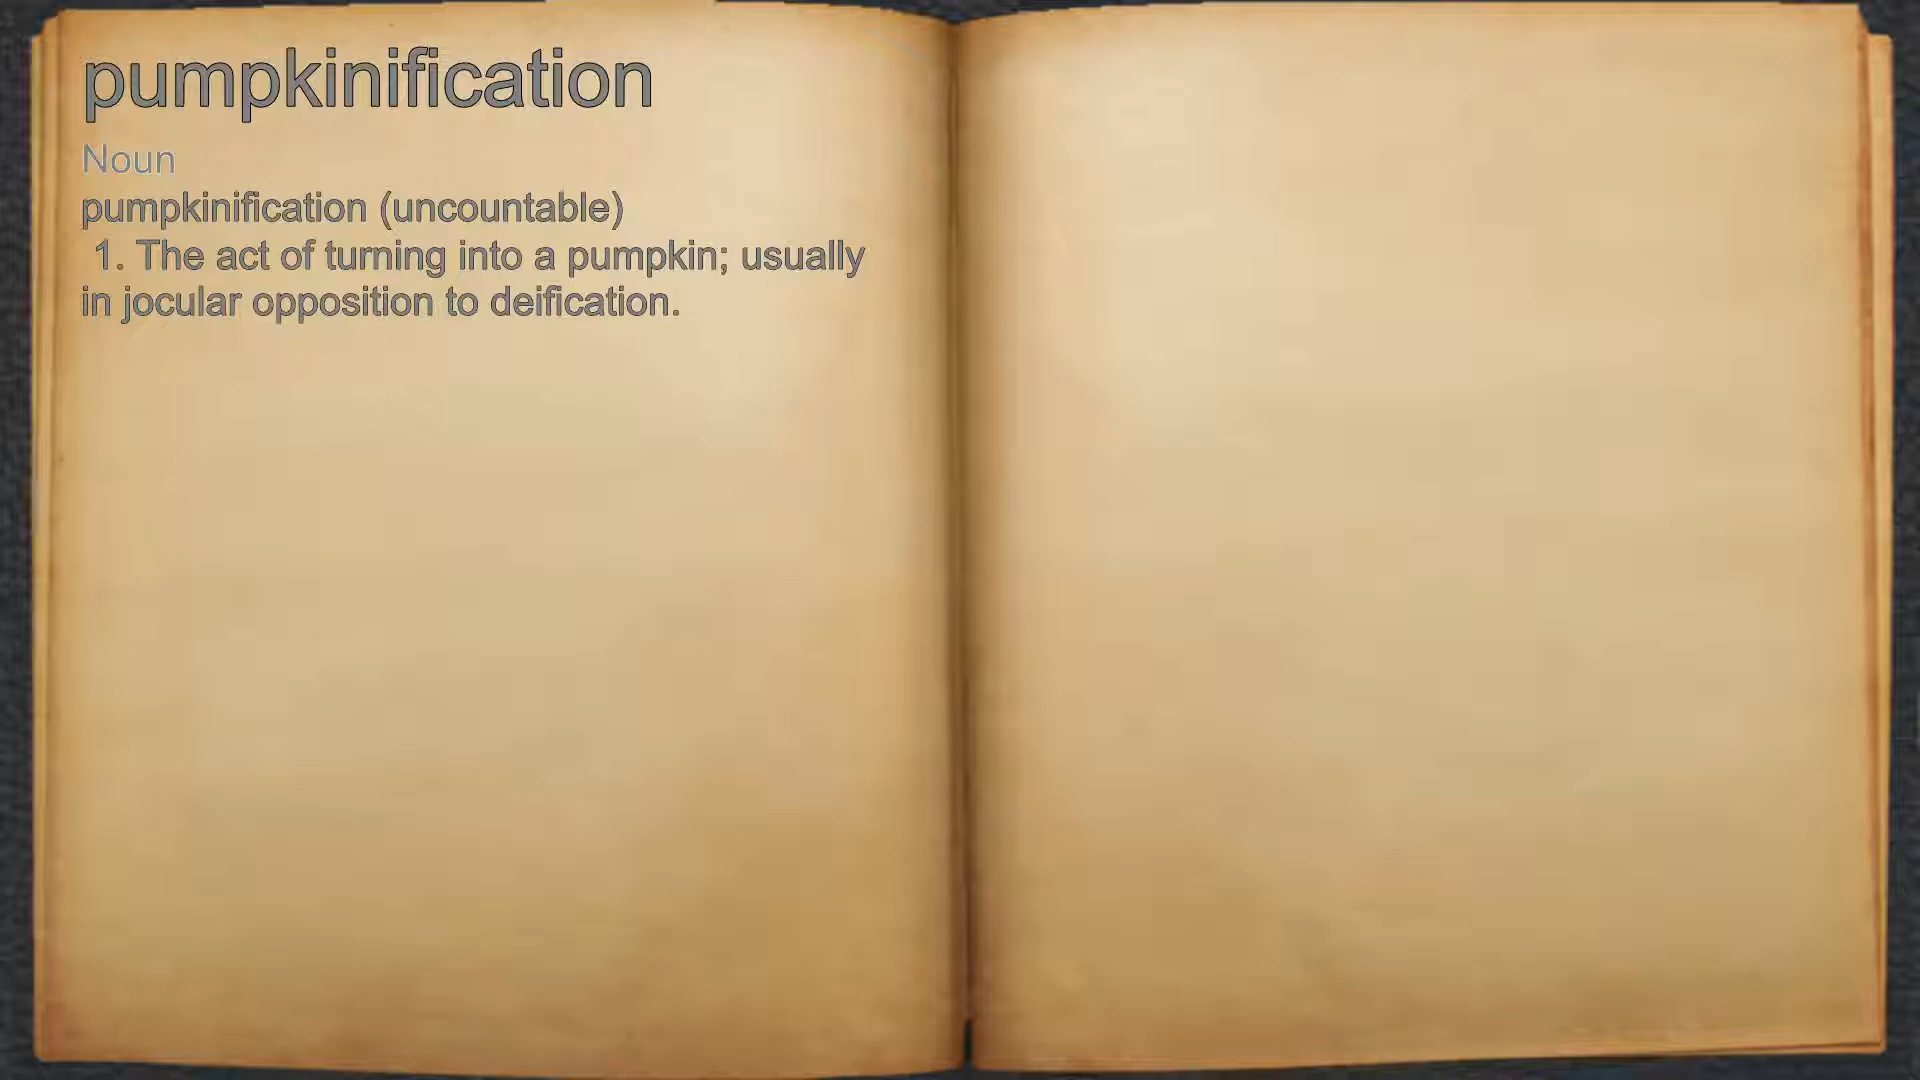 pumpkinification
Noun
pumpkinification (uncountable)
1. The act of turning into a pumpkin; usually
in jocular opposition to deification.